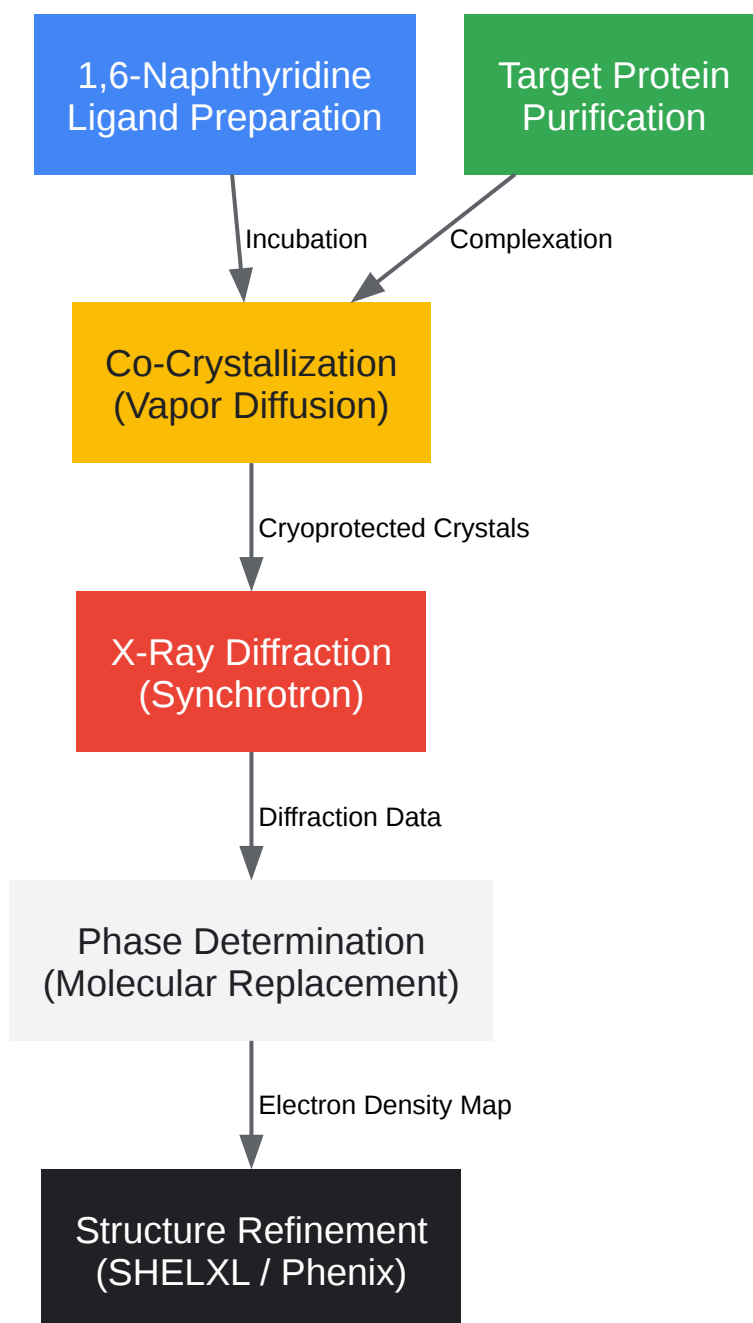 1,6-Naphthyridine
Ligand Preparation
Target Protein
Purification
Incubation
Complexation
Co-Crystallization
(Vapor Diffusion)
Cryoprotected Crystals
X-Ray Diffraction
(Synchrotron)
Diffraction Data
Phase Determination
(Molecular Replacement)
Electron Density Map
Structure Refinement
(SHELXL / Phenix)